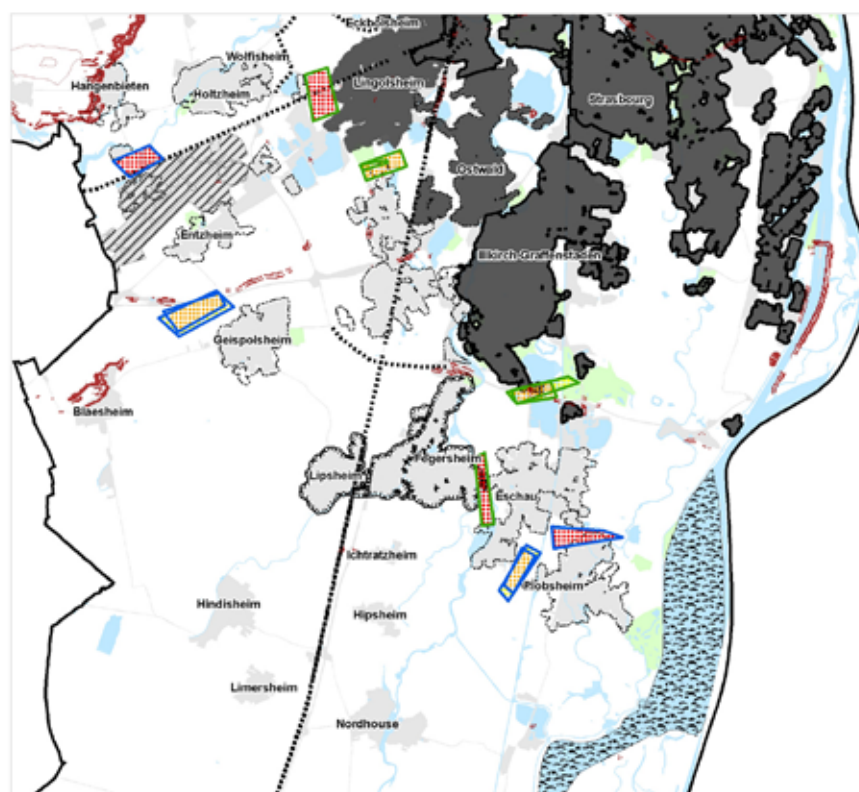 Eckbolsheim
Wolfisheim
Hangenbieten
Holtzheim
Lingolsheim
Strasbourg
Ostwald
Entzheim
Illkirch-Graffenstaden
Geispolsheim
Blaesheim
Fegersheim
Lipsheim
Eschau
Ichtratzheim
Plobsheim
Hindisheim
Hipsheim
Limersheim
Nordhouse